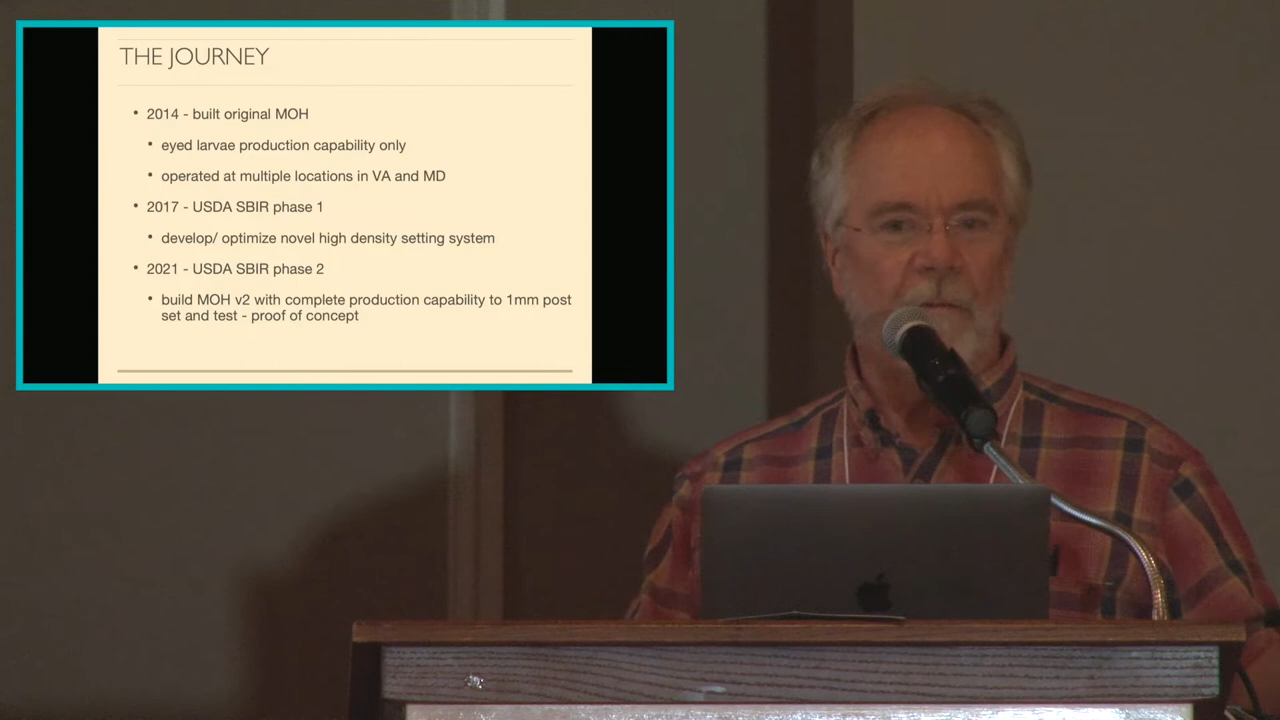 THE JOURNEY
• 2014 - built original MOH
• eyed larvae production capability only
• operated at multiple locations in VA and MD
• 2017 - USDA SBIR phase 1
• develop/ optimize novel high density setting system
• 2021 - USDA SBIR phase 2
• build MOH v2 with complete production capability to 1mm post
set and test - proof of concept